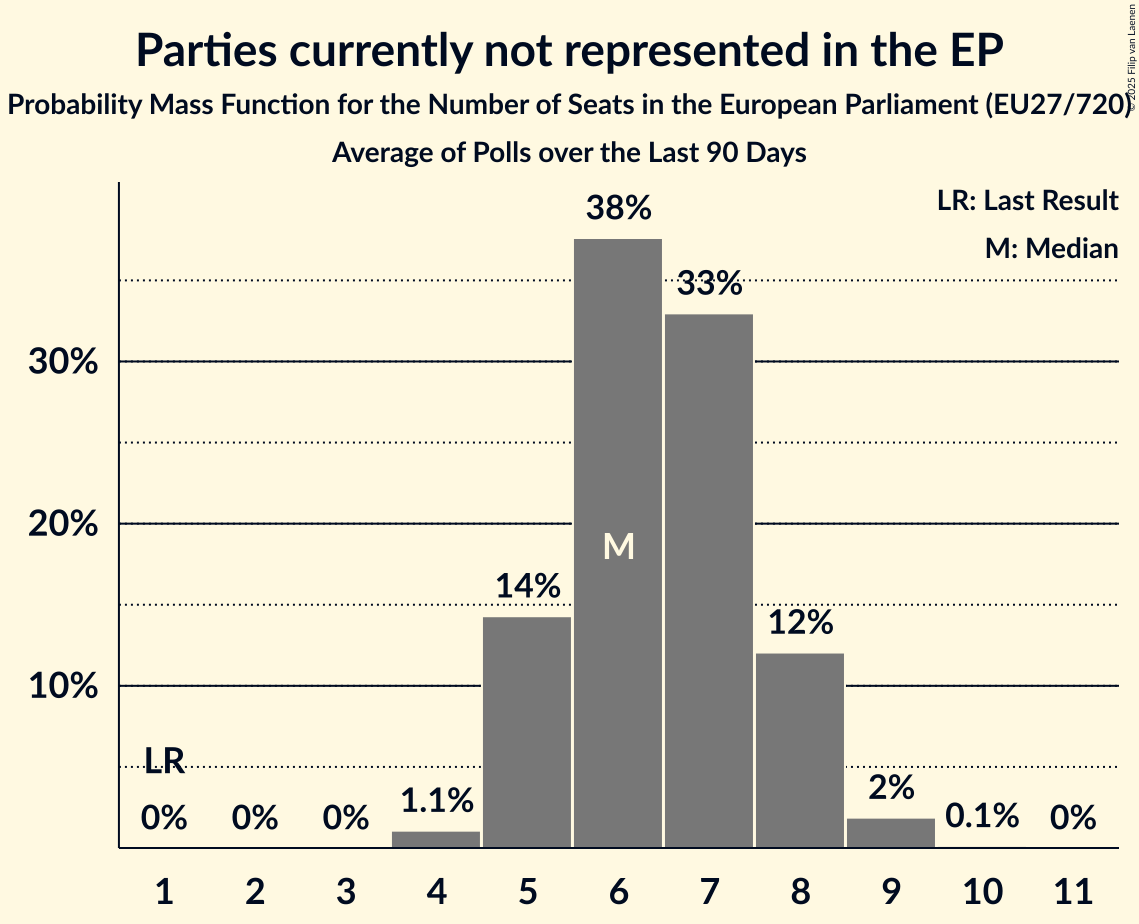 Parties currently not represented in the EP
Probability Mass Function for the Number of Seats in the European Parliament (EU27/720)
Average of Polls over the Last 90 Days
© 2025 Filip van Laenen
LR: Last Result
M: Median
38%
33%
30%
20%
M
14%
12%
10%
LR
0% 0% 0% 1.1% 2% 0.1% 0%
1 2 3 4 5 6 7 8 9 10 11